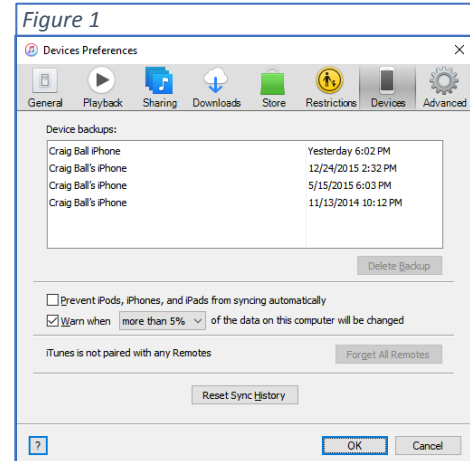 Figure 1
Devices Preferences
General Playback Sharing Downloads Store Restrictions Devices Advanced
Device backups:
Craig Ball iPhone Yesterday 6:02 PM
Craig Ball's iPhone 12/24/2015 2:32 PM
Craig Ball's iPhone 5/15/2015 6:03 PM
Craig Ball's iPhone 11/13/2014 10:12 PM
Delete Backup
Prevent iPods, iPhones, and iPads from syncing automatically
Warn when more than 5% of the data on this computer will be changed
iTunes is not paired with any Remotes Forget All Remotes
Reset Sync History
? OK Cancel